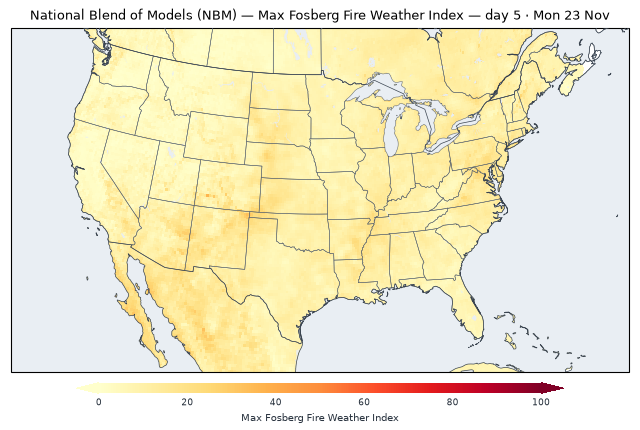 National Blend of Models (NBM) — Max Fosberg Fire Weather Index — day 5 · Mon 23 Nov
0 20 40 60 80 100
Max Fosberg Fire Weather Index